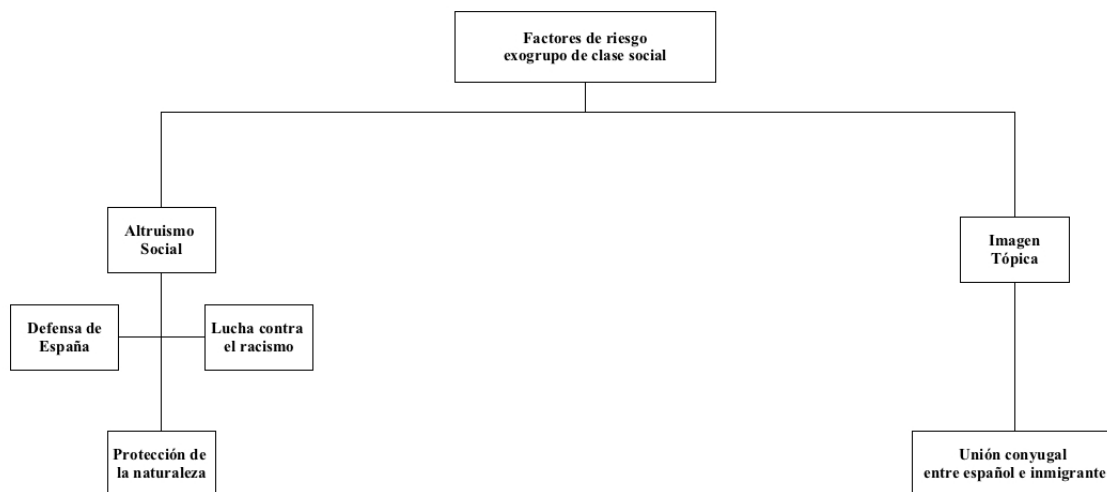 Factores de riesgo
exogrupo de clase social
Altruismo
Social
Imagen
Tópica
Defensa de
España
Lucha contra
el racismo
Protección de
la naturaleza
Unión conyugal
entre español e inmigrante